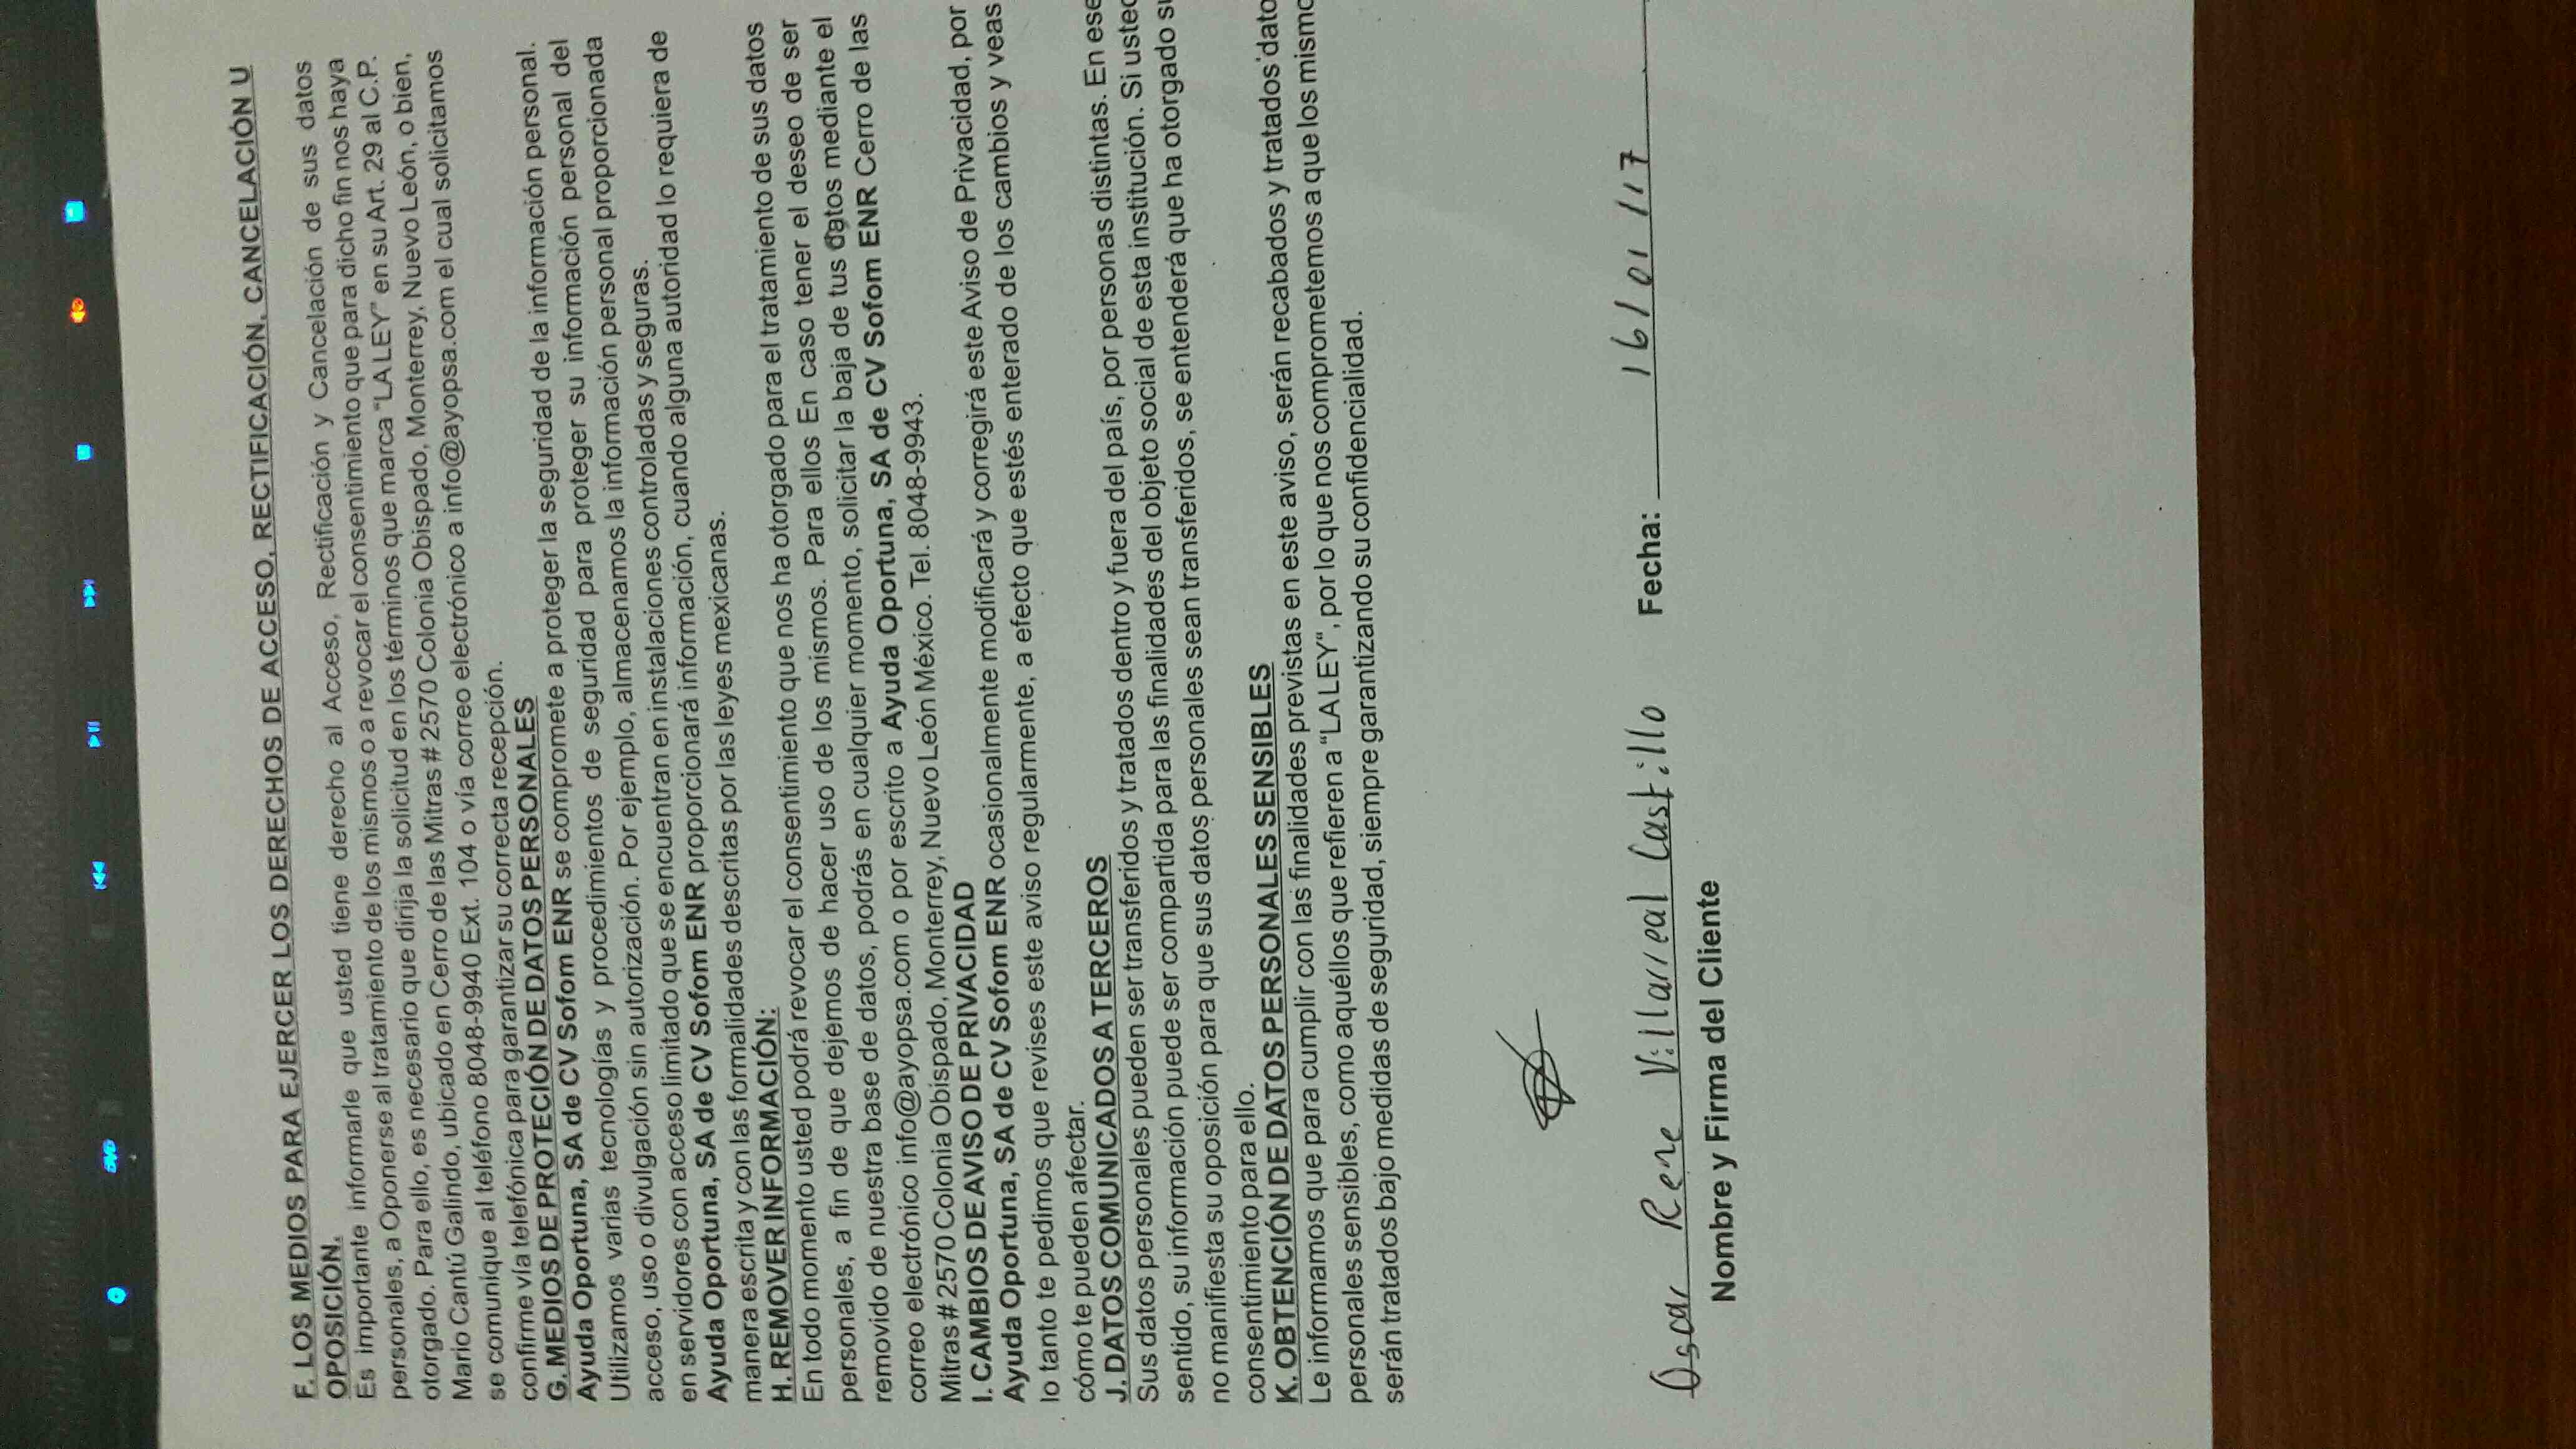 F. LOS MEDIOS PARA EJERCER LOS DERECHOS DE ACCESO, RECTIFICACIÓN, CANCELACIÓN U
OPOSICIÓN.
Es importante informarle que usted tiene derecho al Acceso, Rectificación y Cancelación de sus datos
personales, a Oponerse al tratamiento de los mismos o a revocar el consentimiento que para dicho fin nos haya
otorgado. Para ello, es necesario que dirija la solicitud en los términos que marca "LA LEY" en su Art. 29 al C.P.
Mario Cantú Galindo, ubicado en Cerro de las Mitras # 2570 Colonia Obispado, Monterrey, Nuevo León, o bien,
se comunique al teléfono 8048-9940 Ext. 104 o vía correo electrónico a info@ayopsa.com el cual solicitamos
confirme vía telefónica para garantizar su correcta recepción.
G. MEDIOS DE PROTECIÓN DE DATOS PERSONALES
Ayuda Oportuna, SA de CV Sofom ENR se compromete a proteger la seguridad de la información personal.
Utilizamos varias tecnologías y procedimientos de seguridad para proteger su información personal del
acceso, uso o divulgación sin autorización. Por ejemplo, almacenamos la información personal proporcionada
en servidores con acceso limitado que se encuentran en instalaciones controladas y seguras.
Ayuda Oportuna, SA de CV Sofom ENR proporcionará información, cuando alguna autoridad lo requiera de
manera escrita y con las formalidades descritas por las leyes mexicanas.
H. REMOVER INFORMACIÓN:
En todo momento usted podrá revocar el consentimiento que nos ha otorgado para el tratamiento de sus datos
personales, a fin de que dejemos de hacer uso de los mismos. Para ellos En caso tener el deseo de ser
removido de nuestra base de datos, podrás en cualquier momento, solicitar la baja de tus datos mediante el
correo electrónico info@ayopsa.com o por escrito a Ayuda Oportuna, SA de CV Sofom ENR Cerro de las
Mitras # 2570 Colonia Obispado, Monterrey, Nuevo León México. Tel. 8048-9943.
I. CAMBIOS DE AVISO DE PRIVACIDAD
Ayuda Oportuna, SA de CV Sofom ENR ocasionalmente modificará y corregirá este Aviso de Privacidad, por
lo tanto te pedimos que revises este aviso regularmente, a efecto que estés enterado de los cambios y veas
cómo te pueden afectar.
J. DATOS COMUNICADOS A TERCEROS
Sus datos personales pueden ser transferidos y tratados dentro y fuera del país, por personas distintas. En ese
sentido, su información puede ser compartida para las finalidades del objeto social de esta institución. Si usted
no manifiesta su oposición para que sus datos personales sean transferidos, se entenderá que ha otorgado su
consentimiento para ello.
K. OBTENCIÓN DE DATOS PERSONALES SENSIBLES
Le informamos que para cumplir con las finalidades previstas en este aviso, serán recabados y tratados dato
personales sensibles, como aquéllos que refieren a "LA LEY", por lo que nos comprometemos a que los mismo
serán tratados bajo medidas de seguridad, siempre garantizando su confidencialidad.
Oscar Rene Villarreal Castillo Fecha: 16/01/17
Nombre y Firma del Cliente